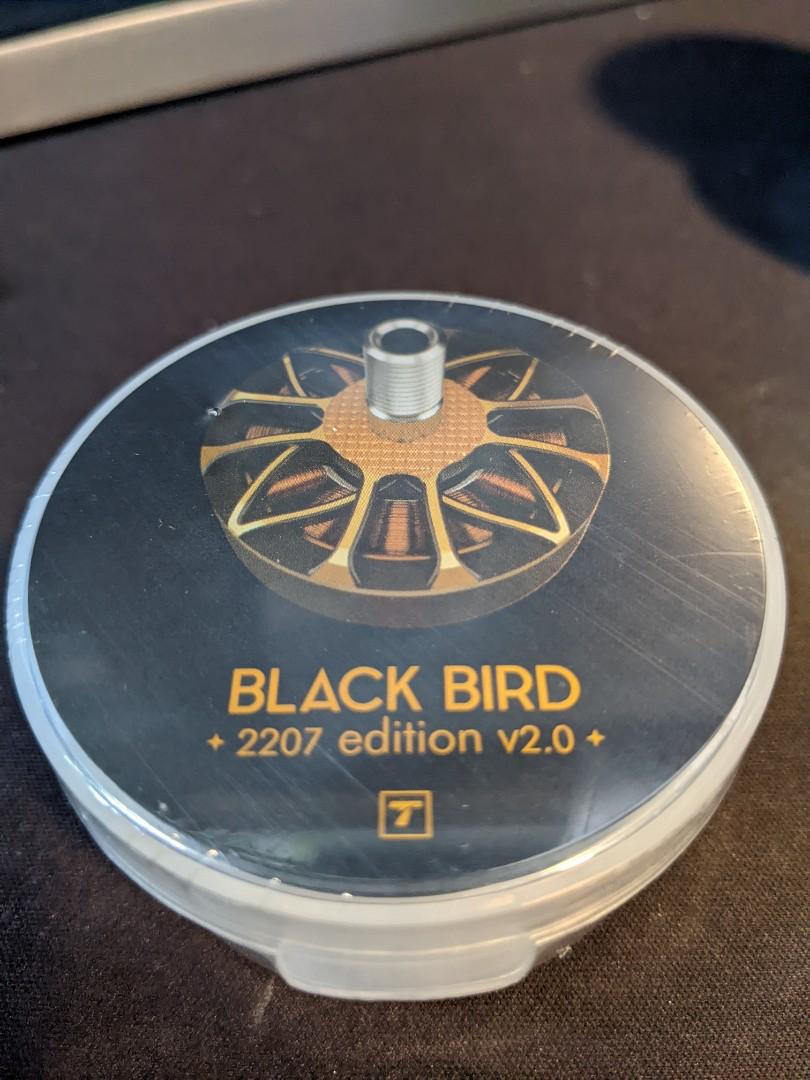 BLACK BIRD
✦ 2207 edition v2.0 ✦
T